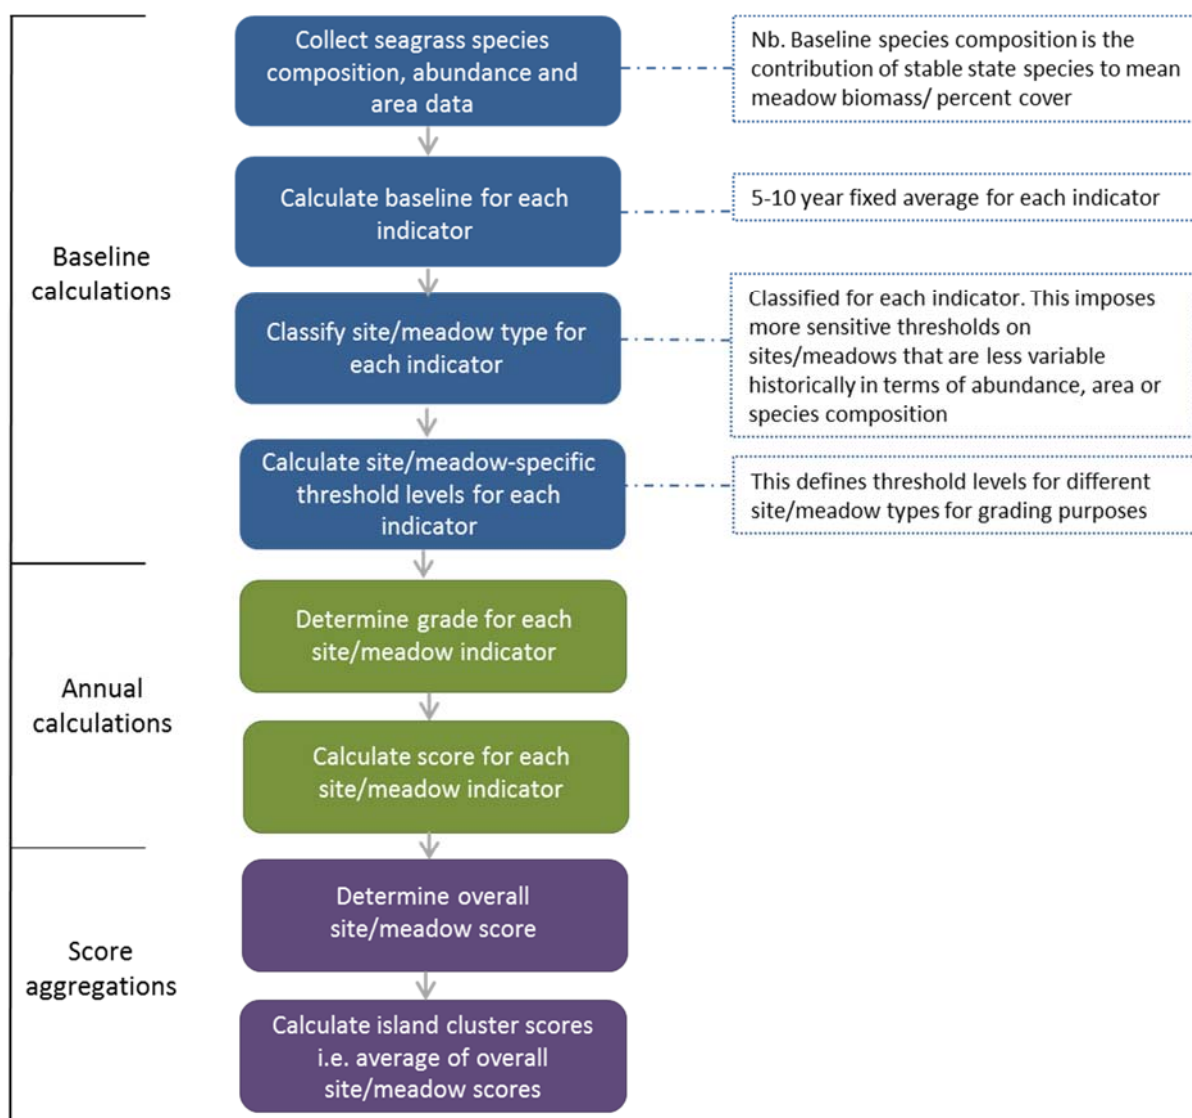 Collect seagrass species
composition, abundance and
area data
Nb. Baseline species composition is the
contribution of stable state species to mean
meadow biomass/ percent cover
Calculate baseline for each
indicator
5-10 year fixed average for each indicator
Baseline
calculations
Classify site/meadow type for
each indicator
Classified for each indicator. This imposes
more sensitive thresholds on
sites/meadows that are less variable
historically in terms of abundance, area or
species composition
Calculate site/meadow-specific
threshold levels for each
indicator
This defines threshold levels for different
site/meadow types for grading purposes
Annual
calculations
Determine grade for each
site/meadow indicator
Calculate score for each
site/meadow indicator
Score
aggregations
Determine overall
site/meadow score
Calculate island cluster scores
i.e. average of overall
site/meadow scores